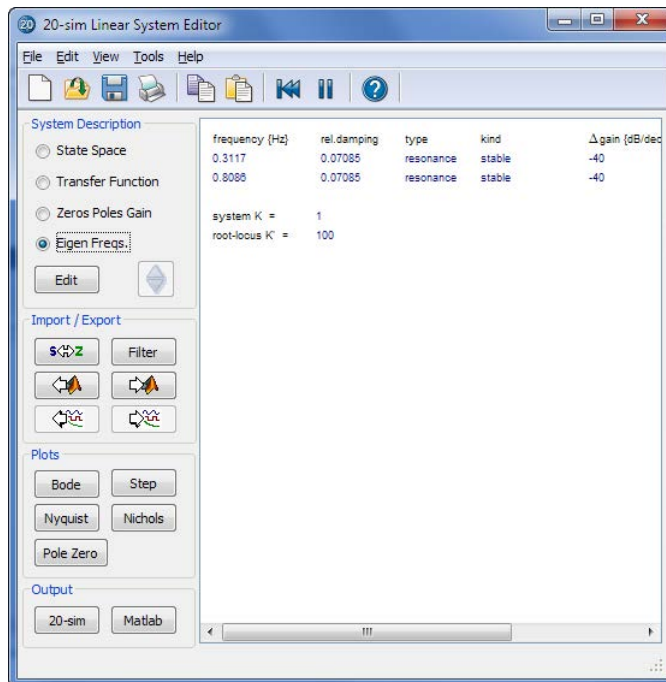 20-sim Linear System Editor
File Edit View Tools Help
System Description
State Space
Transfer Function
Zeros Poles Gain
Eigen Freqs.
Edit
Import / Export
S Z Filter
Plots
Bode Step
Nyquist Nichols
Pole Zero
Output
20-sim Matlab
frequency {Hz} rel.damping type kind Δ gain {dB/dec
0.3117 0.07085 resonance stable -40
0.8086 0.07085 resonance stable -40
system K = 1
root-locus K' = 100